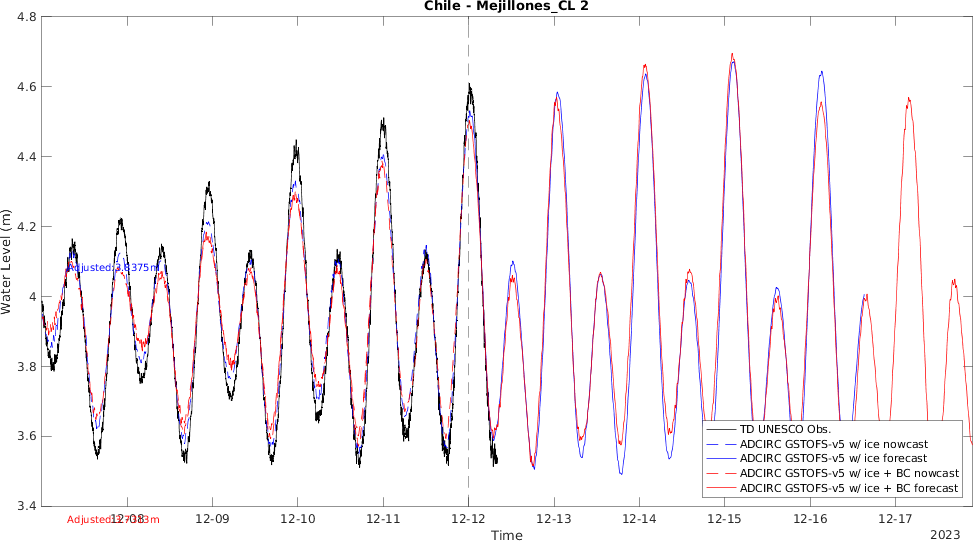 Chile - Mejillones_CL 2
4.8
4.6
4.4
4.2
4
3.8
3.6
3.4
Water Level (m)
TD UNESCO Obs.
ADCIRC GSTOFS-v5 w/ ice nowcast
ADCIRC GSTOFS-v5 w/ ice forecast
ADCIRC GSTOFS-v5 w/ ice + BC nowcast
ADCIRC GSTOFS-v5 w/ ice + BC forecast
12-08
12-09
12-10
12-11
12-12
12-13
12-14
12-15
12-16
12-17
Time
2023